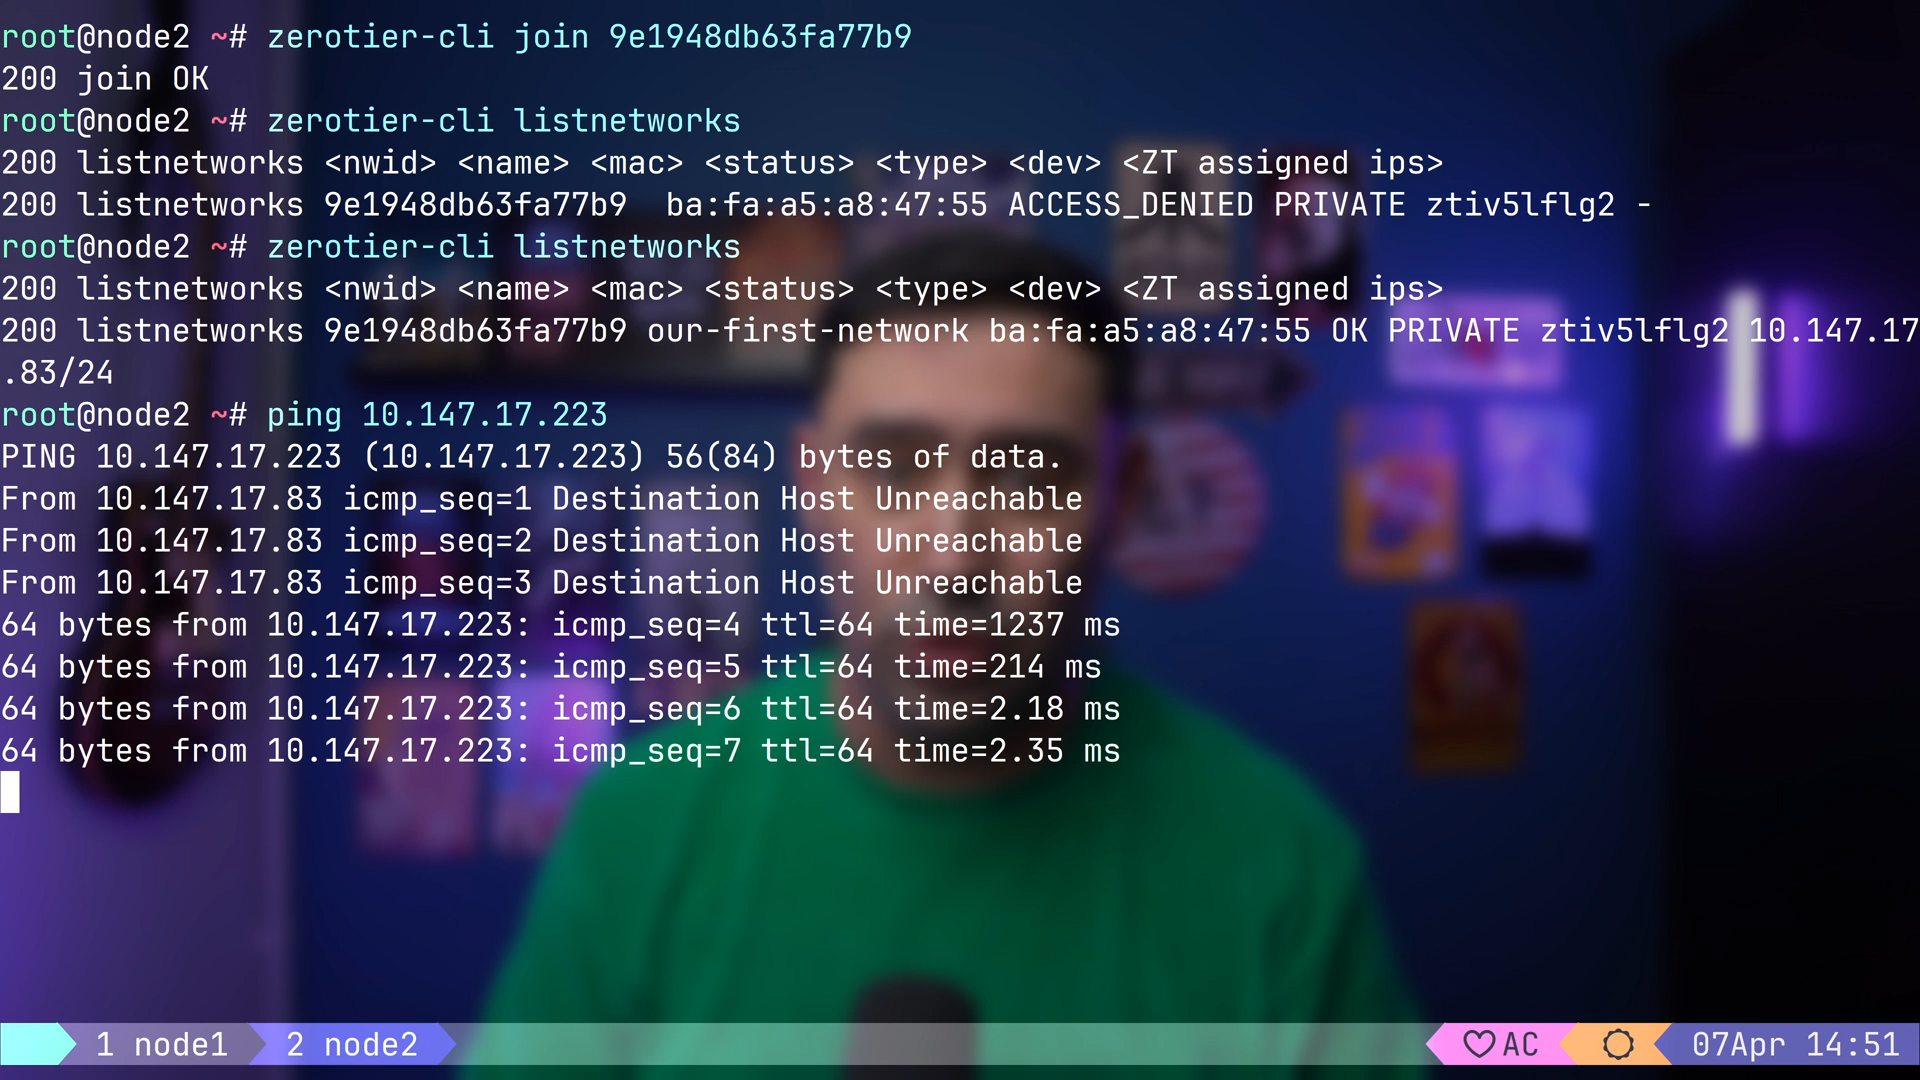 root@node2 ~# zerotier-cli join 9e1948db63fa77b9
200 join OK
root@node2 ~# zerotier-cli listnetworks
200 listnetworks <nwid> <name> <mac> <status> <type> <dev> <ZT assigned ips>
200 listnetworks 9e1948db63fa77b9  ba:fa:a5:a8:47:55 ACCESS_DENIED PRIVATE ztiv5lflg2 -
root@node2 ~# zerotier-cli listnetworks
200 listnetworks <nwid> <name> <mac> <status> <type> <dev> <ZT assigned ips>
200 listnetworks 9e1948db63fa77b9 our-first-network ba:fa:a5:a8:47:55 OK PRIVATE ztiv5lflg2 10.147.17
.83/24
root@node2 ~# ping 10.147.17.223
PING 10.147.17.223 (10.147.17.223) 56(84) bytes of data.
From 10.147.17.83 icmp_seq=1 Destination Host Unreachable
From 10.147.17.83 icmp_seq=2 Destination Host Unreachable
From 10.147.17.83 icmp_seq=3 Destination Host Unreachable
64 bytes from 10.147.17.223: icmp_seq=4 ttl=64 time=1237 ms
64 bytes from 10.147.17.223: icmp_seq=5 ttl=64 time=214 ms
64 bytes from 10.147.17.223: icmp_seq=6 ttl=64 time=2.18 ms
64 bytes from 10.147.17.223: icmp_seq=7 ttl=64 time=2.35 ms
1 node1 2 node2 AC 07Apr 14:51